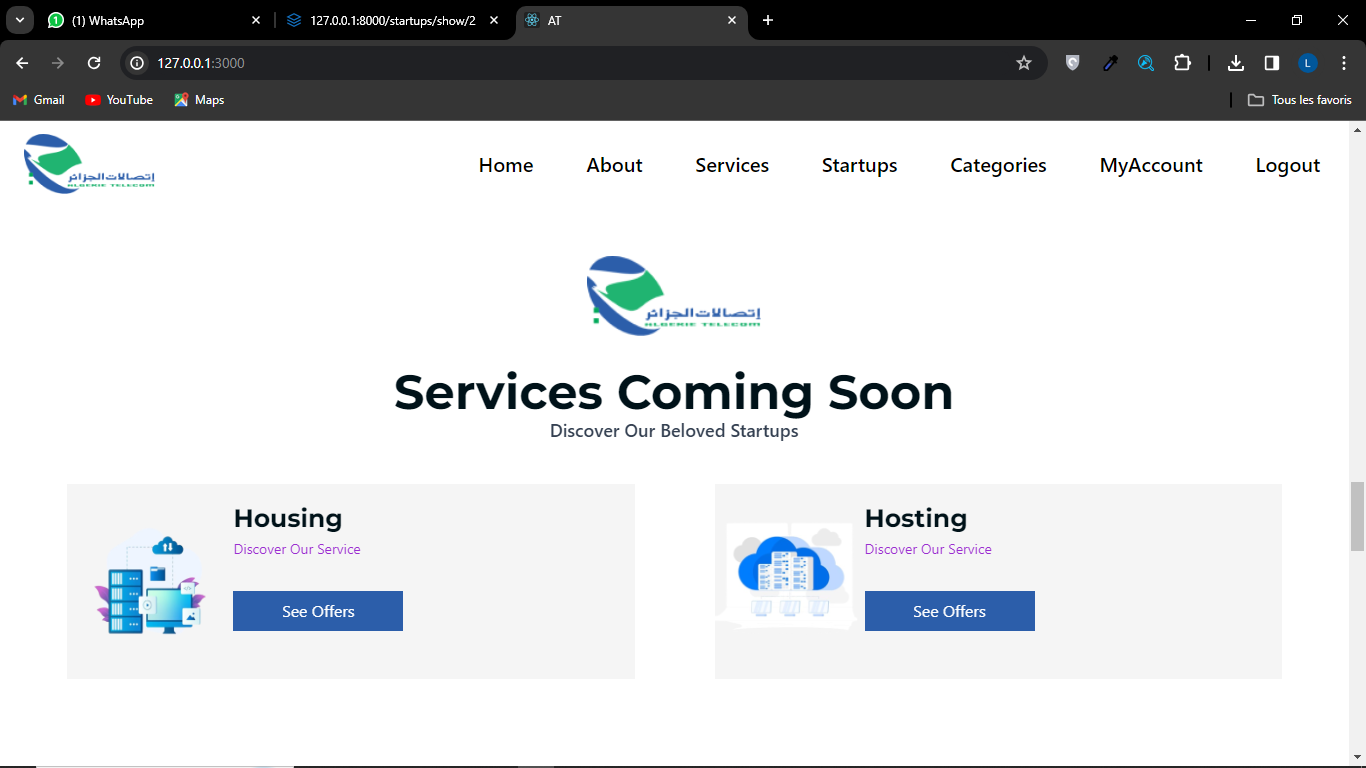 (1) WhatsApp
127.0.0.1:8000/startups/show/2
AT
127.0.0.1:3000
L
Gmail
YouTube
Maps
Tous les favoris
إتصالات الجزائر
ALGERIE TELECOM
Home
About
Services
Startups
Categories
MyAccount
Logout
إتصالات الجزائر
ALGERIE TELECOM
Services Coming Soon
Discover Our Beloved Startups
Housing
Discover Our Service
See Offers
Hosting
Discover Our Service
See Offers